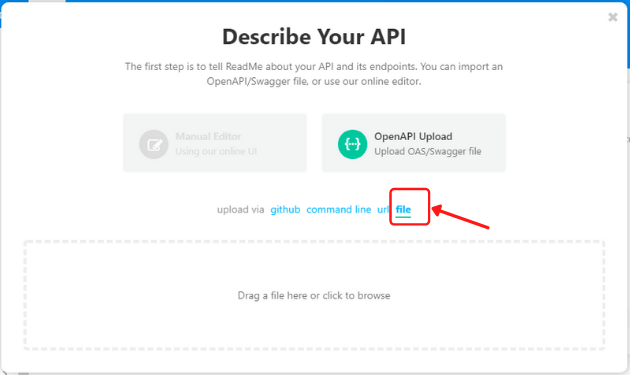 Describe Your API
The first step is to tell ReadMe about your API and its endpoints. You can import an
OpenAPI/Swagger file, or use our online editor.
Manual Editor
Using our online UI
OpenAPI Upload
Upload OAS/Swagger file
upload via github command line url file
Drag a file here or click to browse